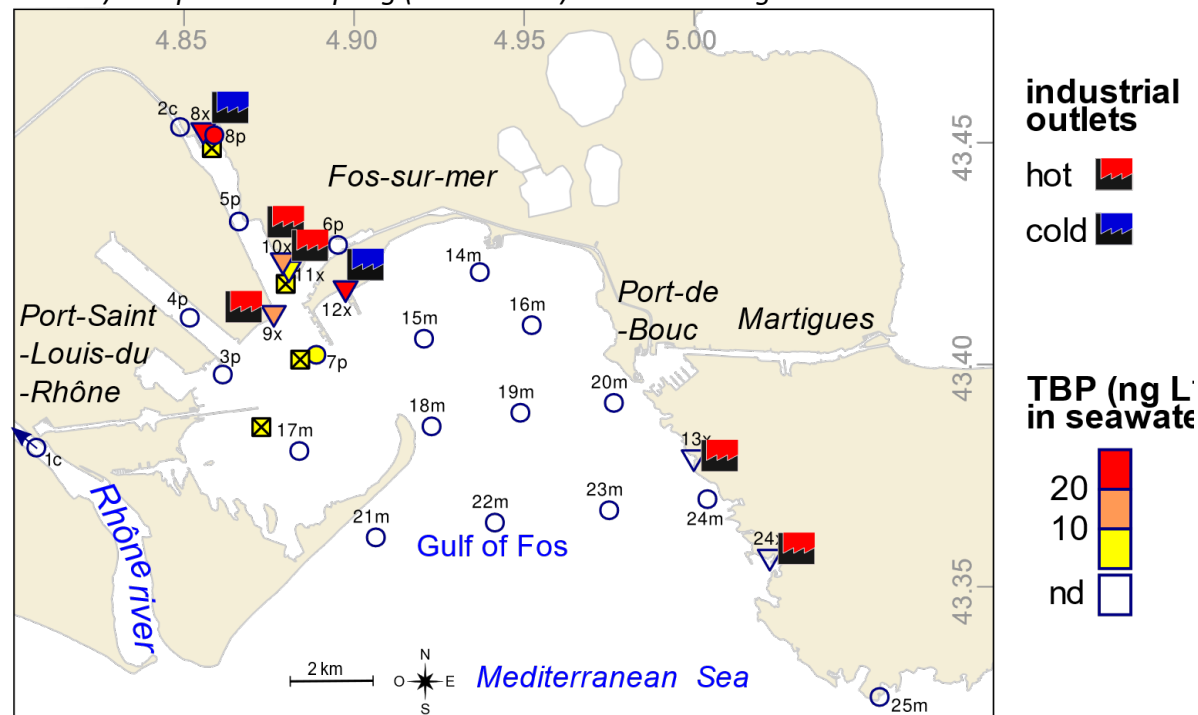 4.85
4.90
4.95
5.00
43.45
43.40
43.35
2c
8x
8p
5p
Fos-sur-mer
6p
10x
11x
12x
14m
4p
9x
3p
7p
15m
16m
Port-de
-Bouc
Martigues
Port-Saint
-Louis-du
-Rhône
19m
20m
18m
17m
1c
13x
Rhône river
21m
22m
23m
24m
Gulf of Fos
2 km
N
O
E
S
Mediterranean Sea
25m
industrial
outlets
hot
cold
TBP (ng
in
20
10
nd